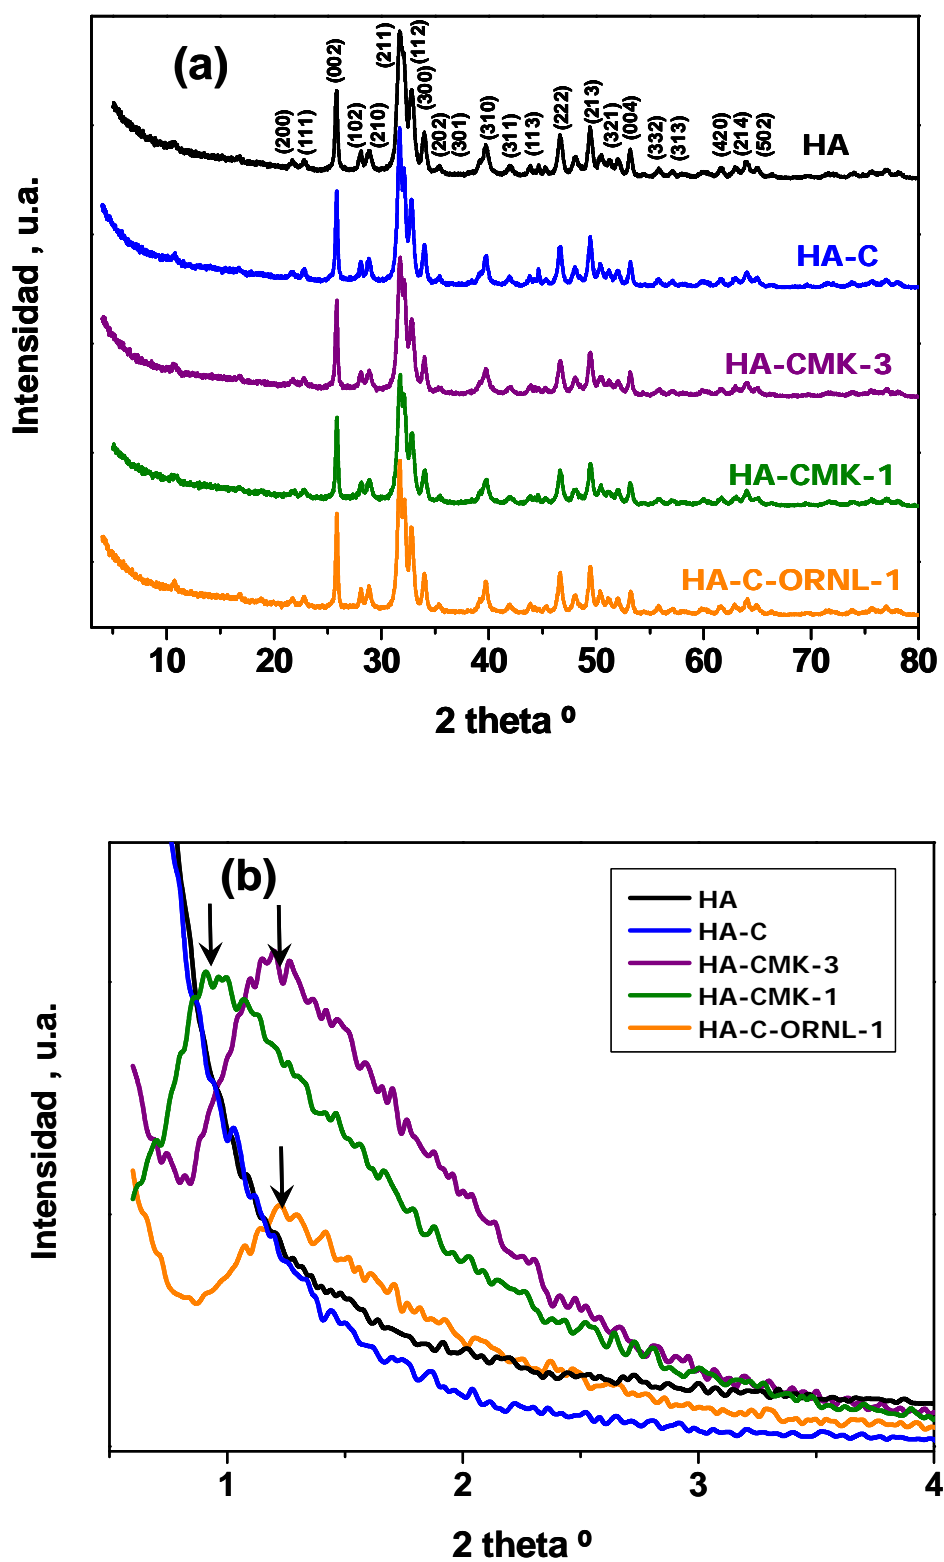 (a)
(200)
(111)
(002)
(102)
(210)
(211)
(112)
(300)
(202)
(301)
(310)
(311)
(113)
(222)
(213)
(321)
(004)
(332)
(313)
(420)
(214)
(502)
HA
HA-C
HA-CMK-3
HA-CMK-1
HA-C-ORNL-1
Intensidad , u.a.
10 20 30 40 50 60 70 80
2 theta º
(b)
HA
HA-C
HA-CMK-3
HA-CMK-1
HA-C-ORNL-1
Intensidad , u.a.
1 2 3 4
2 theta º